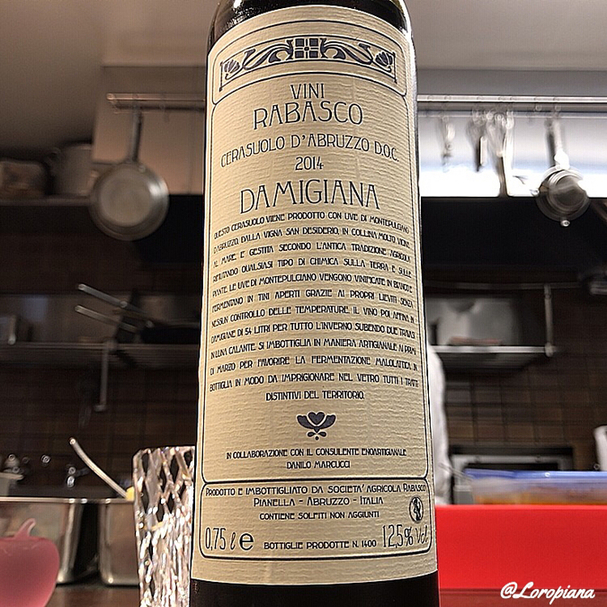 VINI
RABASCO
CERASUOLO D'ABRUZZO D.O.C.
2014
DAMIGIANA
QUESTO CERASUOLO VIENE PRODOTTO CON UVE DI MONTEPULCIANO
D'ABRUZZO, DALLA VIGNA SAN DESIDERIO, IN COLLINA MOLTO VICINE
AL MARE, E GESTITA SECONDO L'ANTICA TRADIZIONE AGRICOLA
RIFIUTANDO QUALSIASI TIPO DI CHIMICA SULLA TERRA E SULLE
PIANTE. LE UVE DI MONTEPULCIANO VENGONO VINIFICATE IN BIANCO E
FERMENTANO IN TINI APERTI GRAZIE AI PROPRI LIEVITI SENZA
NESSUN CONTROLLO DELLE TEMPERATURE. IL VINO POI AFFINA IN
DAMIGIANE DI 54 LITRI PER TUTTO L'INVERNO SUBENDO DUE TRAVASI
IN LUNA CALANTE. SI IMBOTTIGLIA IN MANIERA ARTIGIANALE AI PRIMI
DI MARZO PER FAVORIRE LA FERMENTAZIONE MALOLATTICA IN
BOTTIGLIA IN MODO DA IMPRIGIONARE NEL VETRO TUTTI I TRATTI
DISTINTIVI DEL TERRITORIO.
IN COLLABORAZIONE CON IL CONSULENTE ENOARTIGIANALE
DANILO MARCUCCI
PRODOTTO E IMBOTTIGLIATO DA SOCIETA' AGRICOLA RABASCO
PIANELLA - ABRUZZO - ITALIA
CONTIENE SOLFITI NON AGGIUNTI
0,75 ℓ e BOTTIGLIE PRODOTTE N. 1400 12,5% vol.
@Loropiana